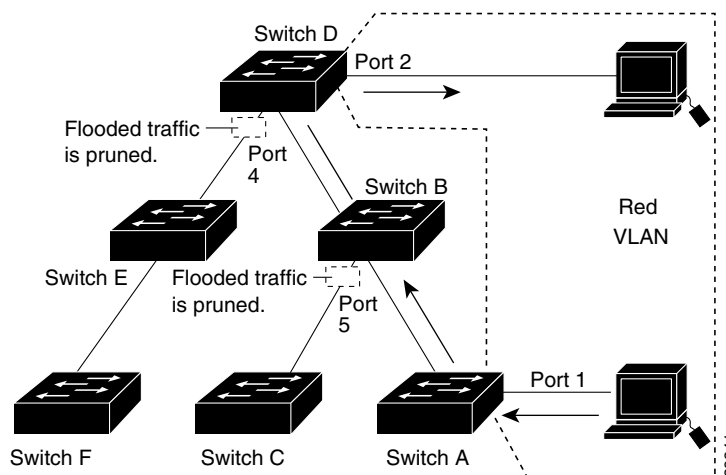 Switch D
Port 2
Flooded traffic
is pruned.
Port
4
Switch B
Red
VLAN
Switch E
Flooded traffic
is pruned.
Port
5
Port 1
Switch F
Switch C
Switch A